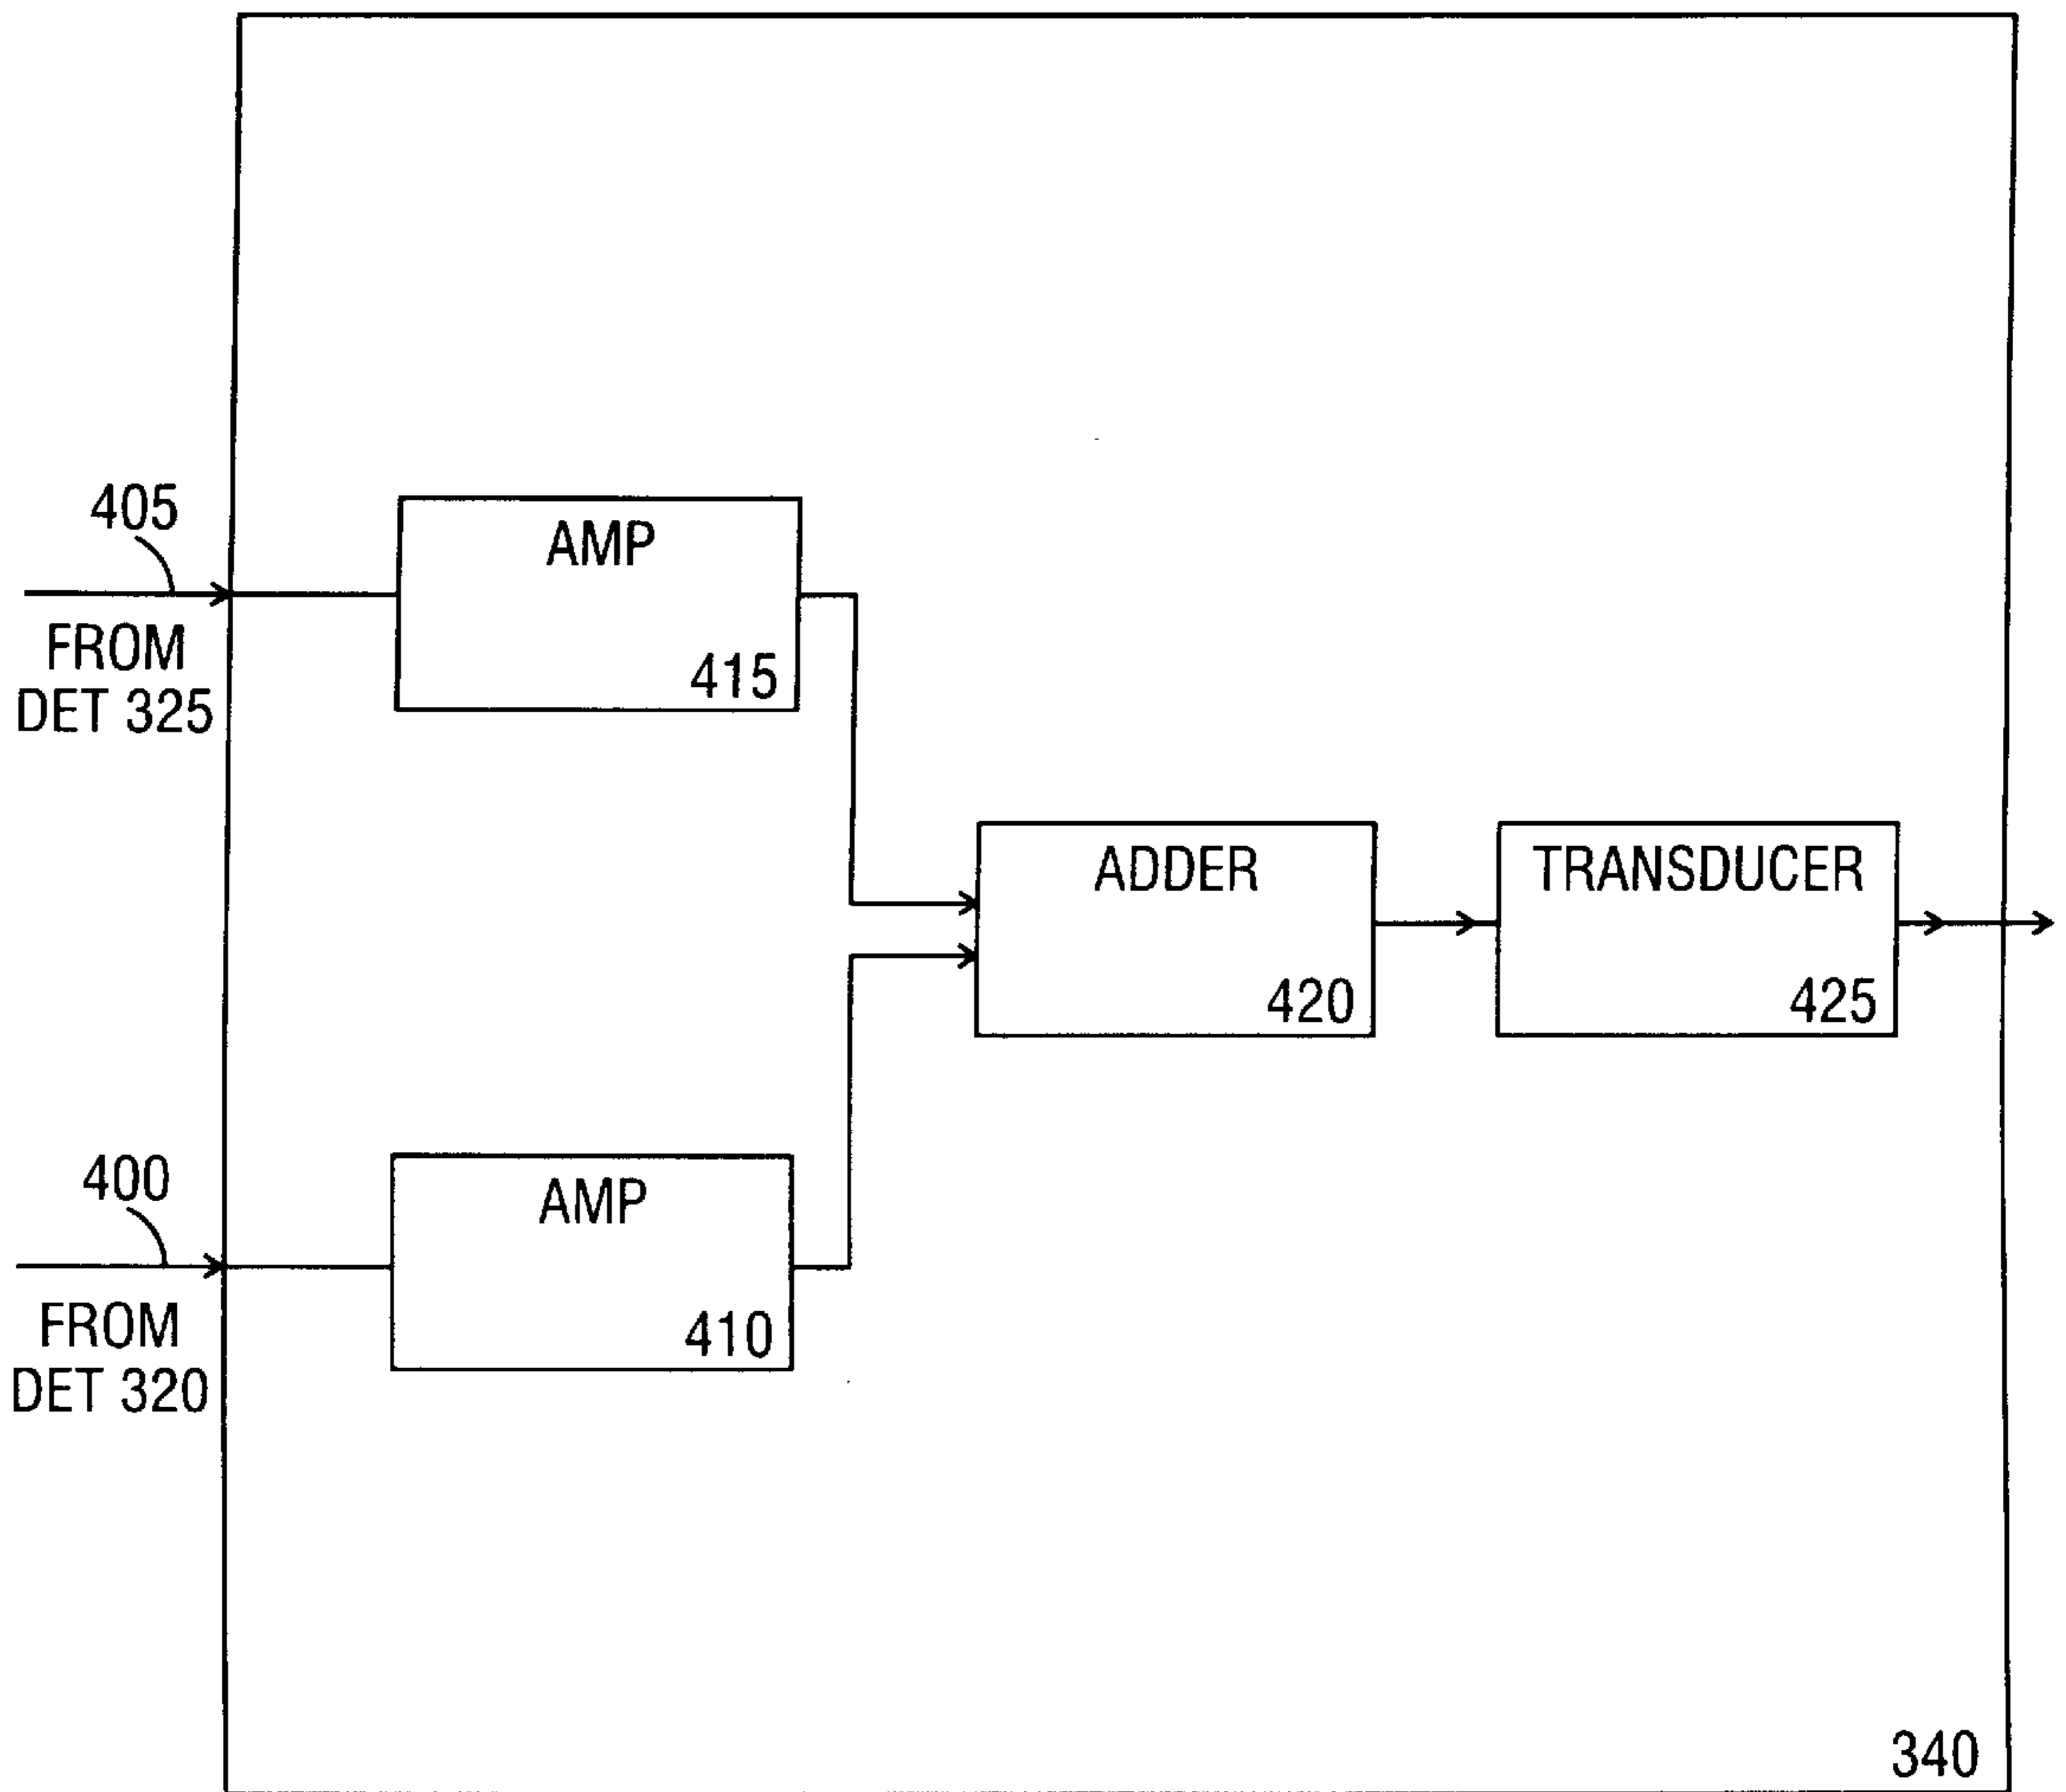 405
FROM
DET 325
AMP
415
ADDER
420
TRANSDUCER
425
400
FROM
DET 320
AMP
410
340